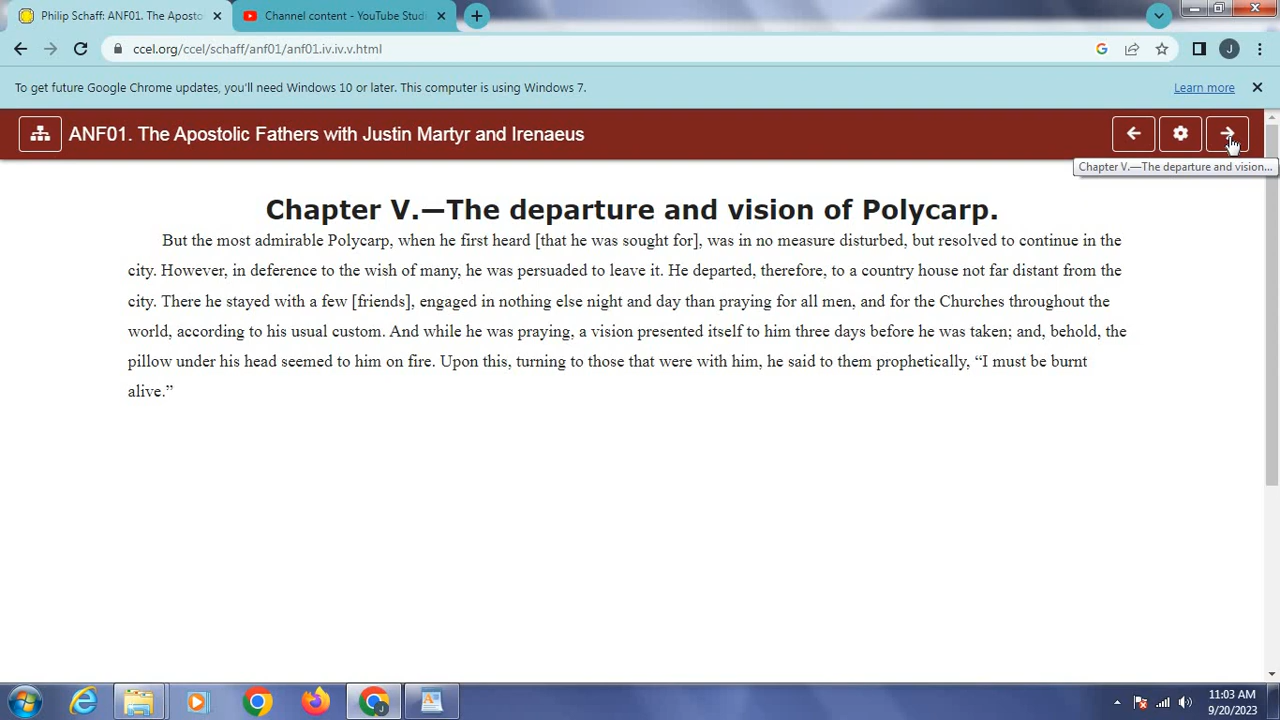 Philip Schaff: ANF01. The Aposto
Channel content - YouTube Studi
ccel.org/ccel/schaff/anf01/anf01.iv.iv.v.html
J
To get future Google Chrome updates, you'll need Windows 10 or later. This computer is using Windows 7.
Learn more
ANF01. The Apostolic Fathers with Justin Martyr and Irenaeus
Chapter V.—The departure and vision...
Chapter V.—The departure and vision of Polycarp.
But the most admirable Polycarp, when he first heard [that he was sought for], was in no measure disturbed, but resolved to continue in the
city. However, in deference to the wish of many, he was persuaded to leave it. He departed, therefore, to a country house not far distant from the
city. There he stayed with a few [friends], engaged in nothing else night and day than praying for all men, and for the Churches throughout the
world, according to his usual custom. And while he was praying, a vision presented itself to him three days before he was taken; and, behold, the
pillow under his head seemed to him on fire. Upon this, turning to those that were with him, he said to them prophetically, “I must be burnt
alive.”
11:03 AM
9/20/2023